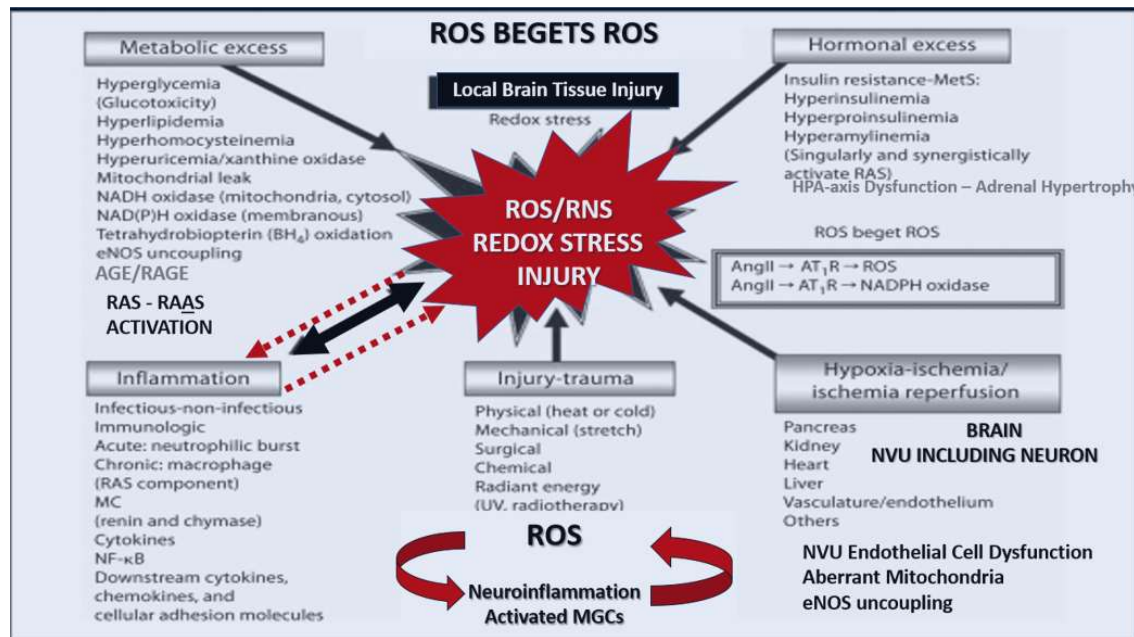 ROS BEGETS ROS
Metabolic excess
Hyperglycemia
(Glucotoxicity)
Hyperlipidemia
Hyperhomocysteinemia
Hyperuricemia/xanthine oxidase
Mitochondrial leak
NADH oxidase (mitochondria, cytosol)
NAD(P)H oxidase (membranous)
Tetrahydrobiopterin (BH₄) oxidation
eNOS uncoupling
AGE/RAGE
RAS - RAAS
ACTIVATION
Local Brain Tissue Injury
Redox stress
ROS/RNS
REDOX STRESS
INJURY
Hormonal excess
Insulin resistance-MetS:
Hyperinsulinemia
Hyperproinsulinemia
Hyperamylinemia
(Singularly and synergistically
activate RAS)
HPA-axis Dysfunction – Adrenal Hypertrophy
ROS beget ROS
AngII → AT₁R → ROS
AngII → AT₁R → NADPH oxidase
Inflammation
Infectious-non-infectious
Immunologic
Acute: neutrophilic burst
Chronic: macrophage
(RAS component)
MC
(renin and chymase)
Cytokines
NF-κB
Downstream cytokines,
chemokines, and
cellular adhesion molecules
Injury-trauma
Physical (heat or cold)
Mechanical (stretch)
Surgical
Chemical
Radiant energy
(UV, radiotherapy)
ROS
Neuroinflammation
Activated MGCs
Hypoxia-ischemia/
ischemia reperfusion
Pancreas
Kidney
Heart
Liver
Vasculature/endothelium
Others
BRAIN
NVU INCLUDING NEURON
NVU Endothelial Cell Dysfunction
Aberrant Mitochondria
eNOS uncoupling